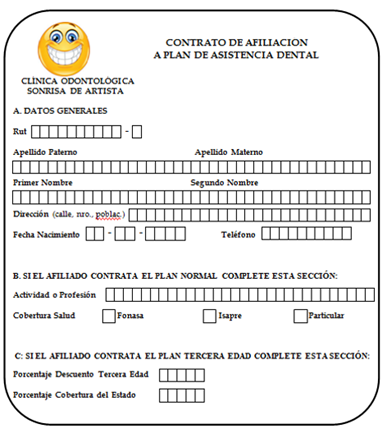 CONTRATO DE AFILIACION
A PLAN DE ASISTENCIA DENTAL
CLINICA ODONTOLÓGICA
SONRISA DE ARTISTA
A. DATOS GENERALES
Rut -
Apellido Paterno Apellido Materno
Primer Nombre Segundo Nombre
Dirección (calle, nro., poblac.)
Fecha Nacimiento - - Teléfono
B. SI EL AFILIADO CONTRATA EL PLAN NORMAL COMPLETE ESTA SECCIÓN:
Actividad o Profesión
Cobertura Salud Fonasa Isapre Particular
C: SI EL AFILIADO CONTRATA EL PLAN TERCERA EDAD COMPLETE ESTA SECCIÓN:
Porcentaje Descuento Tercera Edad
Porcentaje Cobertura del Estado